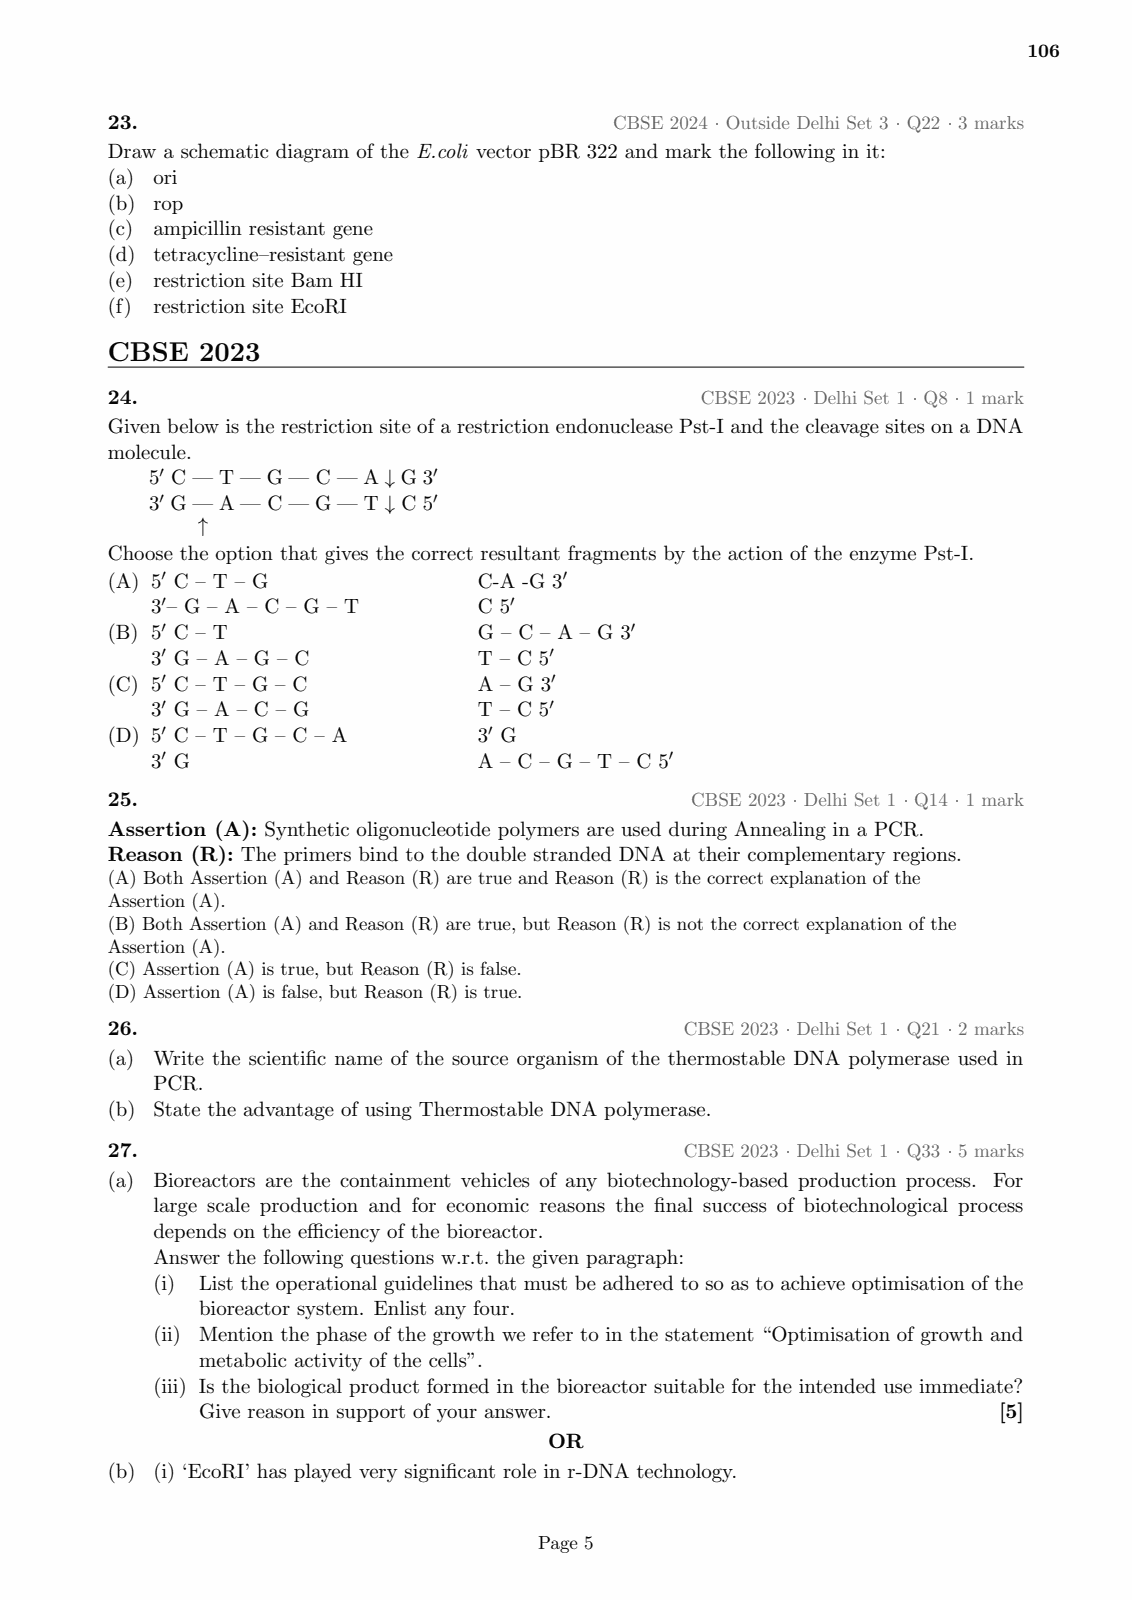 106
23. CBSE 2024 · Outside Delhi Set 3 · Q22 · 3 marks
Draw a schematic diagram of the E.coli vector pBR 322 and mark the following in it:
(a) ori
(b) rop
(c) ampicillin resistant gene
(d) tetracycline–resistant gene
(e) restriction site Bam HI
(f) restriction site EcoRI
CBSE 2023
24. CBSE 2023 · Delhi Set 1 · Q8 · 1 mark
Given below is the restriction site of a restriction endonuclease Pst-I and the cleavage sites on a DNA
molecule.
5′ C — T — G — C — A ↓ G 3′
3′ G — A — C — G — T ↓ C 5′
↑
Choose the option that gives the correct resultant fragments by the action of the enzyme Pst-I.
(A) 5′ C – T – G C-A -G 3′
3′– G – A – C – G – T C 5′
(B) 5′ C – T G – C – A – G 3′
3′ G – A – G – C T – C 5′
(C) 5′ C – T – G – C A – G 3′
3′ G – A – C – G T – C 5′
(D) 5′ C – T – G – C – A 3′ G
3′ G A – C – G – T – C 5′
25. CBSE 2023 · Delhi Set 1 · Q14 · 1 mark
Assertion (A): Synthetic oligonucleotide polymers are used during Annealing in a PCR.
Reason (R): The primers bind to the double stranded DNA at their complementary regions.
(A) Both Assertion (A) and Reason (R) are true and Reason (R) is the correct explanation of the
Assertion (A).
(B) Both Assertion (A) and Reason (R) are true, but Reason (R) is not the correct explanation of the
Assertion (A).
(C) Assertion (A) is true, but Reason (R) is false.
(D) Assertion (A) is false, but Reason (R) is true.
26. CBSE 2023 · Delhi Set 1 · Q21 · 2 marks
(a) Write the scientific name of the source organism of the thermostable DNA polymerase used in
PCR.
(b) State the advantage of using Thermostable DNA polymerase.
27. CBSE 2023 · Delhi Set 1 · Q33 · 5 marks
(a) Bioreactors are the containment vehicles of any biotechnology-based production process. For
large scale production and for economic reasons the final success of biotechnological process
depends on the efficiency of the bioreactor.
Answer the following questions w.r.t. the given paragraph:
(i) List the operational guidelines that must be adhered to so as to achieve optimisation of the
bioreactor system. Enlist any four.
(ii) Mention the phase of the growth we refer to in the statement “Optimisation of growth and
metabolic activity of the cells”.
(iii) Is the biological product formed in the bioreactor suitable for the intended use immediate?
Give reason in support of your answer. [5]
OR
(b) (i) ‘EcoRI’ has played very significant role in r-DNA technology.
Page 5